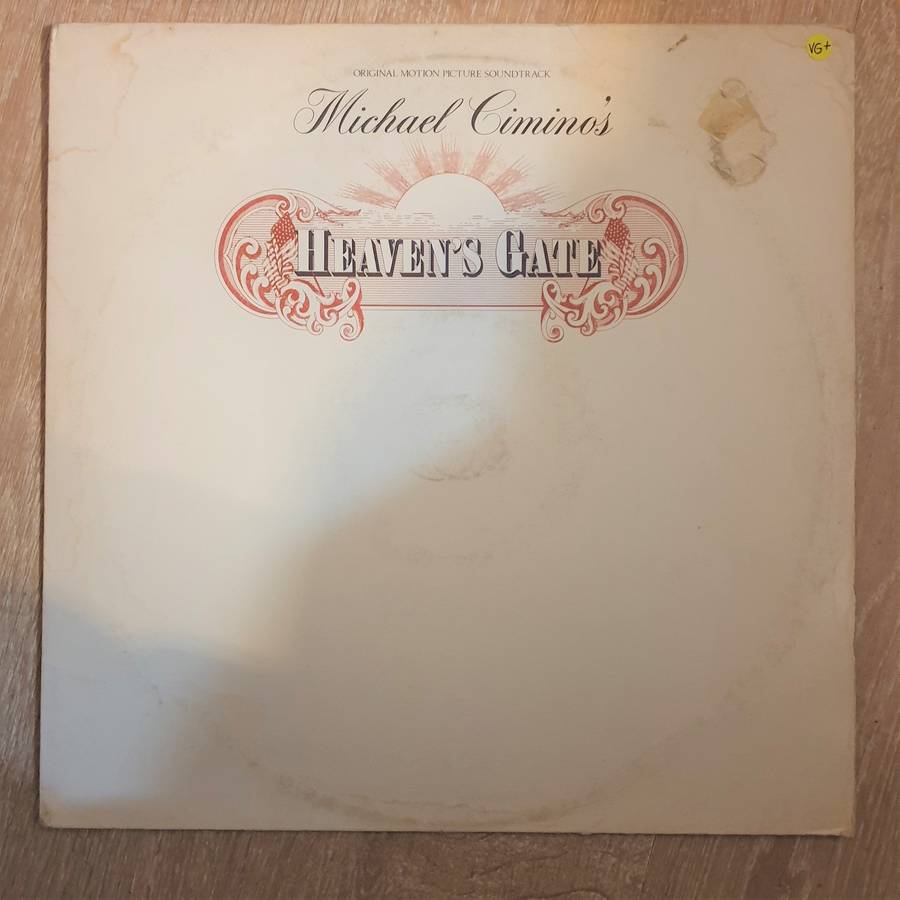 VG+
ORIGINAL MOTION PICTURE SOUNDTRACK
Michael Cimino's
HEAVEN'S GATE